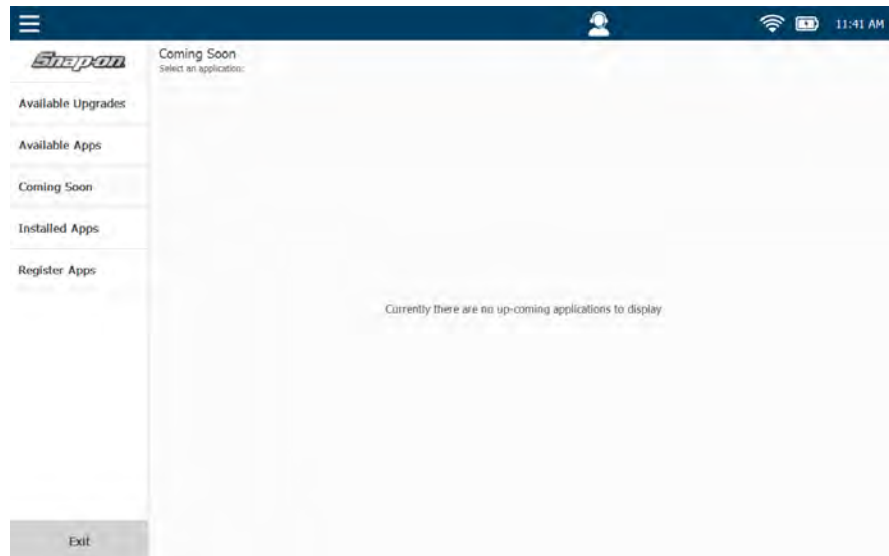 11:41 AM
Snap-on
Coming Soon
Select an application:
Available Upgrades
Available Apps
Coming Soon
Installed Apps
Register Apps
Currently there are no up-coming applications to display
Exit